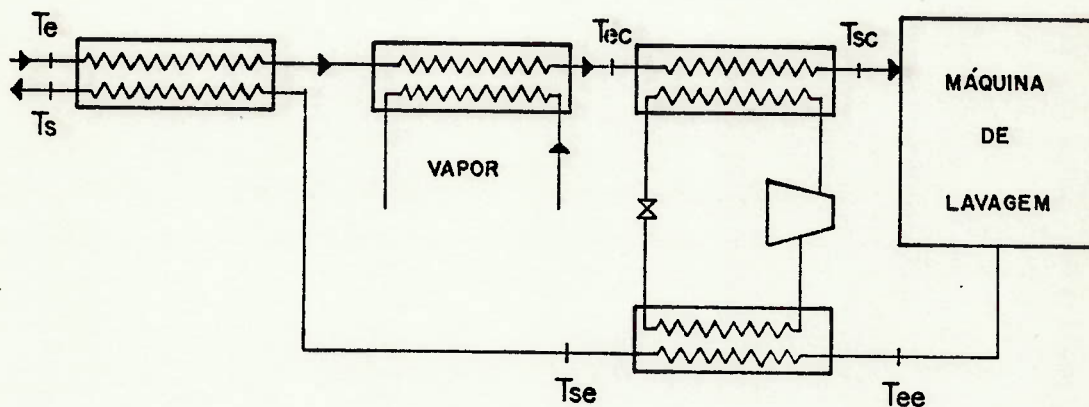 Te
Ts
Tec
Tsc
VAPOR
MÁQUINA
DE
LAVAGEM
Tse
Tee